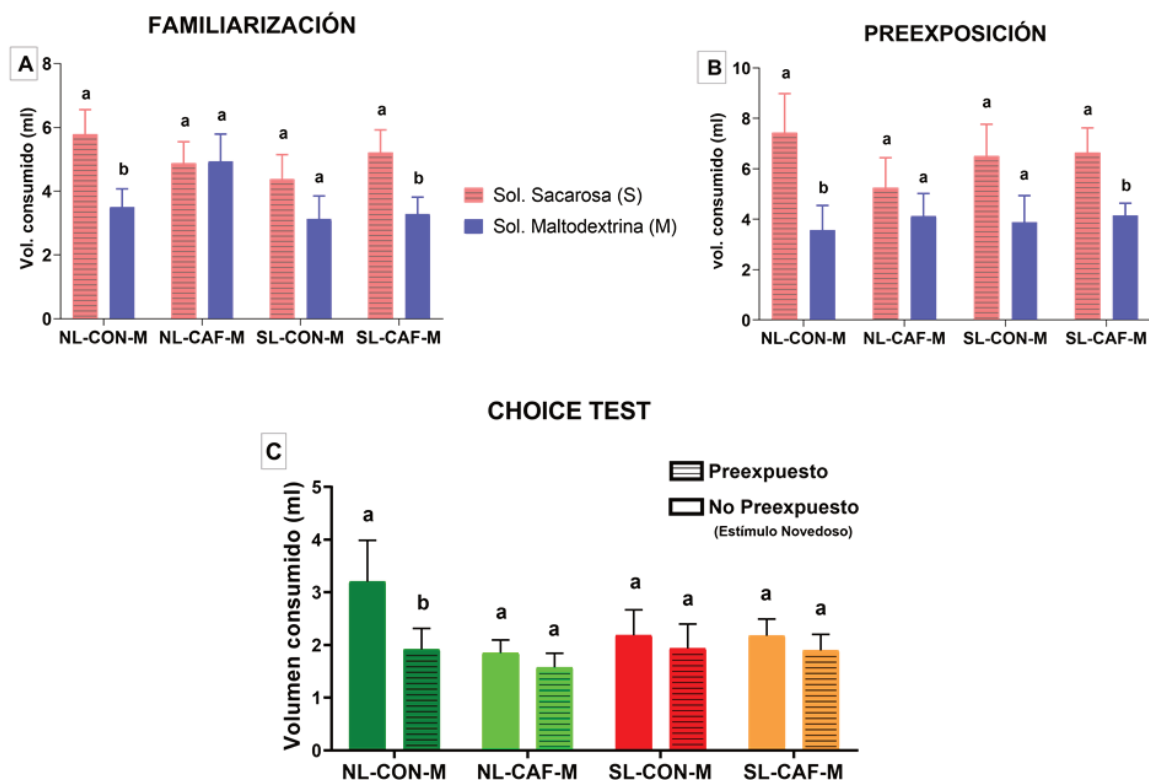 FAMILIARIZACIÓN
A
Vol. consumido (ml)
8
6
4
2
0
a
b
a
a
a
a
a
b
NL-CON-M
NL-CAF-M
SL-CON-M
SL-CAF-M
Sol. Sacarosa (S)
Sol. Maltodextrina (M)
PREEXPOSICIÓN
B
vol. consumido (ml)
10
8
6
4
2
0
a
b
a
a
a
a
a
b
NL-CON-M
NL-CAF-M
SL-CON-M
SL-CAF-M
CHOICE TEST
C
Preexpuesto
No Preexpuesto
(Estímulo Novedoso)
Volumen consumido (ml)
5
4
3
2
1
0
a
b
a
a
a
a
a
a
NL-CON-M
NL-CAF-M
SL-CON-M
SL-CAF-M